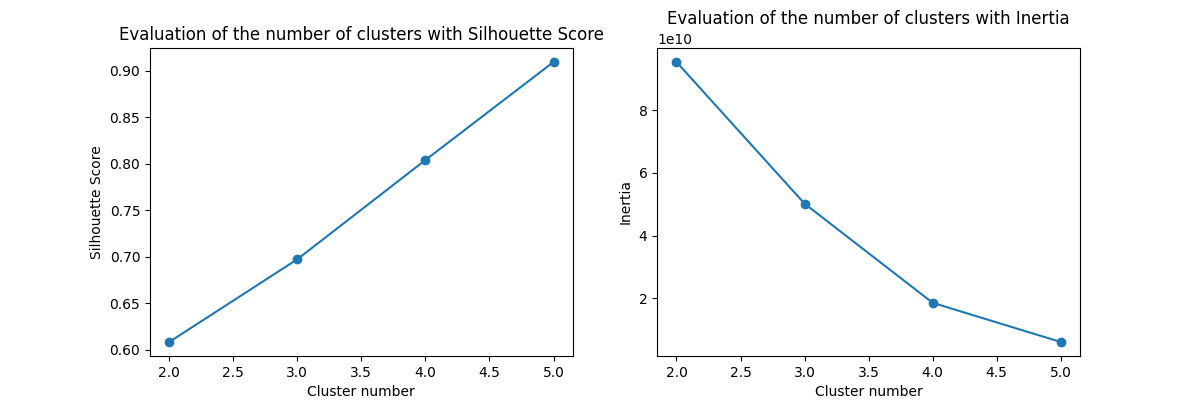 Evaluation of the number of clusters with Silhouette Score
0.90
0.85
0.80
0.75
0.70
0.65
0.60
Silhouette Score
2.0 2.5 3.0 3.5 4.0 4.5 5.0
Cluster number
Evaluation of the number of clusters with Inertia
1e10
8
6
4
2
Inertia
2.0 2.5 3.0 3.5 4.0 4.5 5.0
Cluster number